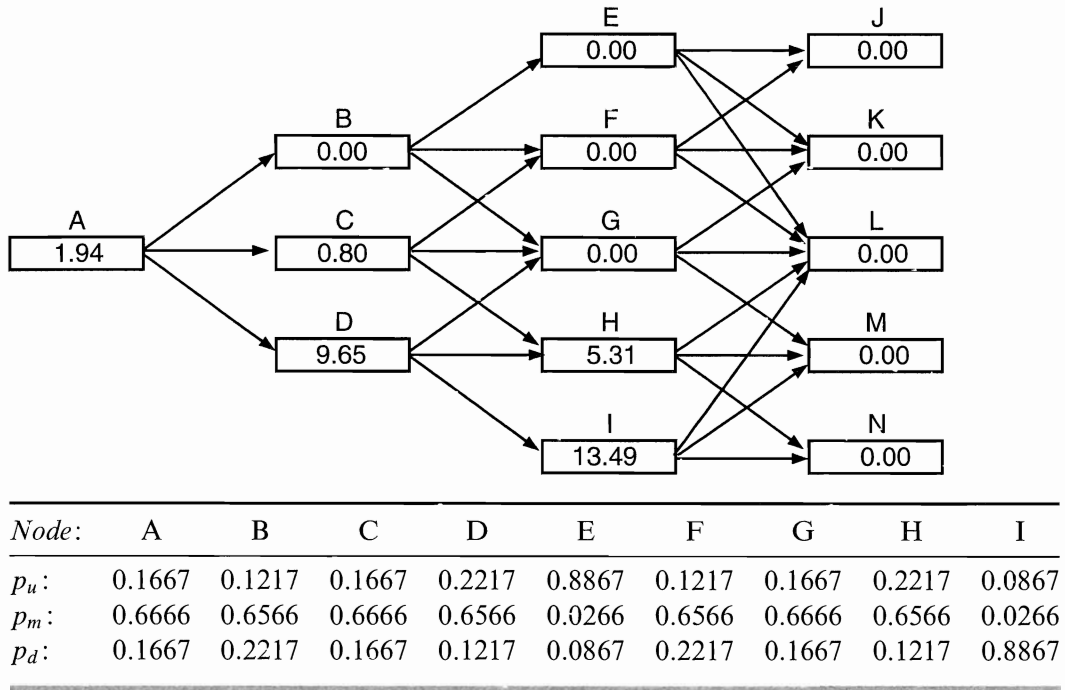 E J
0.00 0.00
B F K
0.00 0.00 0.00
A C G L
1.94 0.80 0.00 0.00
D H M
9.65 5.31 0.00
I N
13.49 0.00
Node: A B C D E F G H I
pu: 0.1667 0.1217 0.1667 0.2217 0.8867 0.1217 0.1667 0.2217 0.0867
pm: 0.6666 0.6566 0.6666 0.6566 0.0266 0.6566 0.6666 0.6566 0.0266
pd: 0.1667 0.2217 0.1667 0.1217 0.0867 0.2217 0.1667 0.1217 0.8867